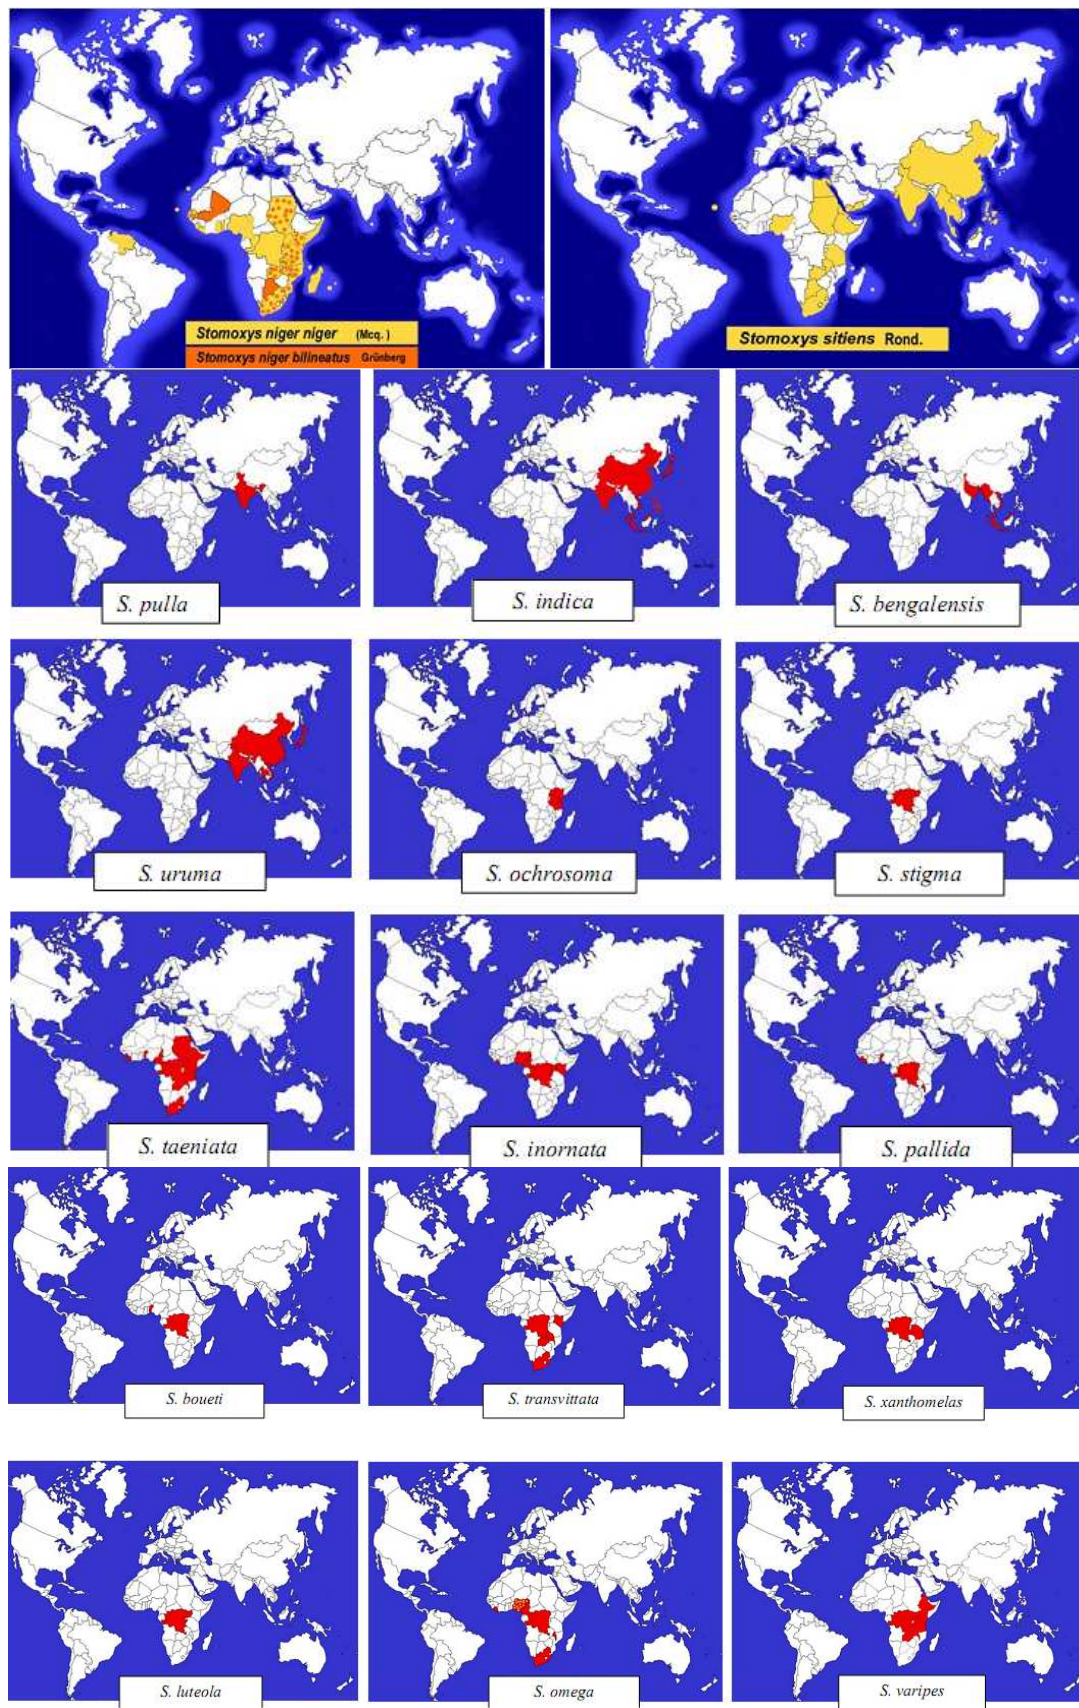 Stomoxys niger niger (Mcq. )
Stomoxys niger bilineatus Grünberg
Stomoxys sitiens Rond.
S. pulla
S. indica
S. bengalensis
S. uruma
S. ochrosoma
S. stigma
S. taeniata
S. inornata
S. pallida
S. boueti
S. transvittata
S. xanthomelas
S. luteola
S. omega
S. varipes